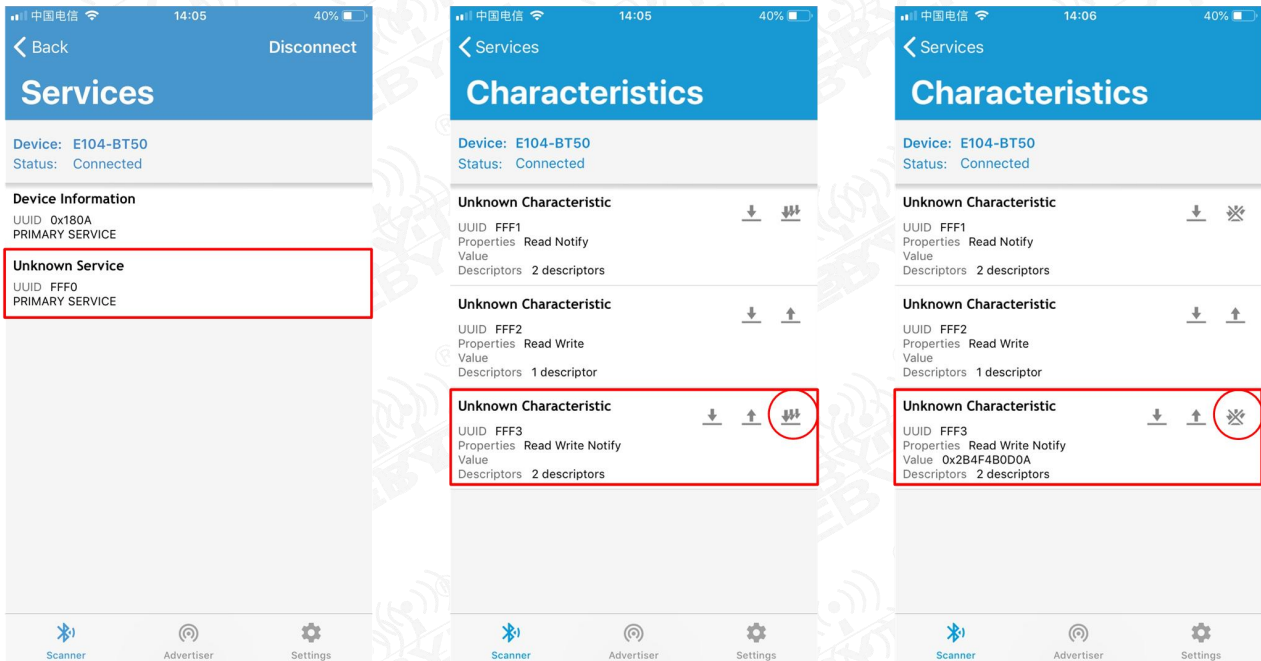 中国电信 14:05 40%
Back Disconnect
Services
Device: E104-BT50
Status: Connected
Device Information
UUID 0x180A
PRIMARY SERVICE
Unknown Service
UUID FFF0
PRIMARY SERVICE
Scanner Advertiser Settings
中国电信 14:05 40%
Services
Characteristics
Device: E104-BT50
Status: Connected
Unknown Characteristic
UUID FFF1
Properties Read Notify
Value
Descriptors 2 descriptors
Unknown Characteristic
UUID FFF2
Properties Read Write
Value
Descriptors 1 descriptor
Unknown Characteristic
UUID FFF3
Properties Read Write Notify
Value
Descriptors 2 descriptors
Scanner Advertiser Settings
中国电信 14:06 40%
Services
Characteristics
Device: E104-BT50
Status: Connected
Unknown Characteristic
UUID FFF1
Properties Read Notify
Value
Descriptors 2 descriptors
Unknown Characteristic
UUID FFF2
Properties Read Write
Value
Descriptors 1 descriptor
Unknown Characteristic
UUID FFF3
Properties Read Write Notify
Value 0x2B4F4B0D0A
Descriptors 2 descriptors
Scanner Advertiser Settings